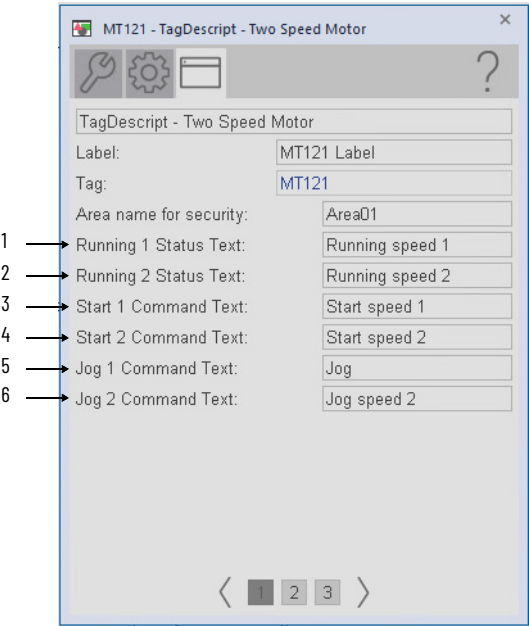 MT121 - TagDescript - Two Speed Motor
×
?
TagDescript - Two Speed Motor
Label: MT121 Label
Tag: MT121
Area name for security: Area01
1 Running 1 Status Text: Running speed 1
2 Running 2 Status Text: Running speed 2
3 Start 1 Command Text: Start speed 1
4 Start 2 Command Text: Start speed 2
5 Jog 1 Command Text: Jog
6 Jog 2 Command Text: Jog speed 2
1 2 3